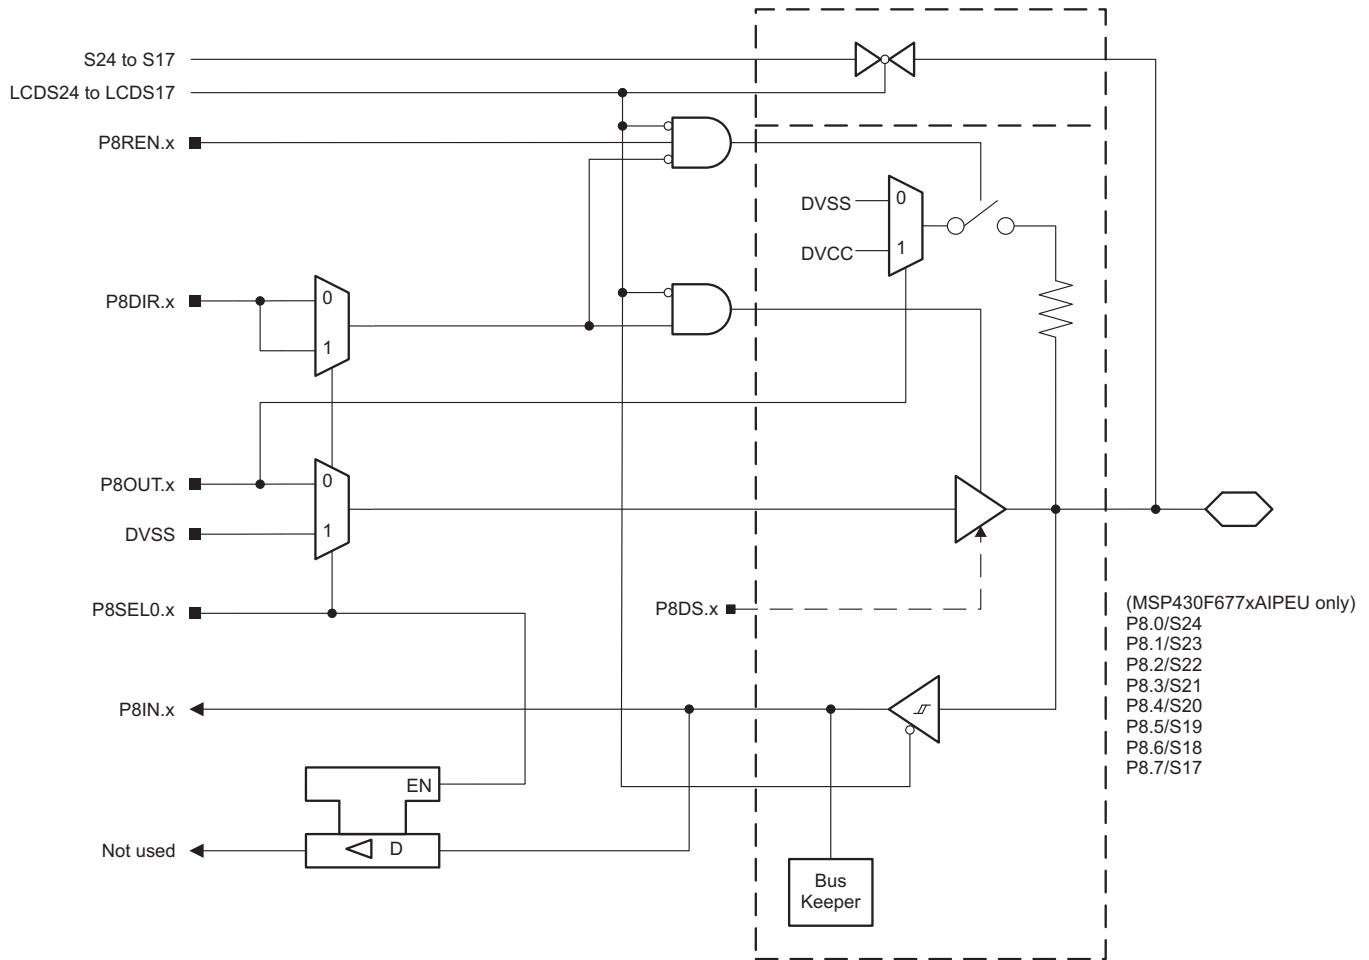 S24 to S17
LCDS24 to LCDS17
P8REN.x
DVSS
0
DVCC
1
P8DIR.x
0
1
P8OUT.x
0
DVSS
1
P8SEL0.x
P8DS.x
(MSP430F677xAIPEU only)
P8.0/S24
P8.1/S23
P8.2/S22
P8.3/S21
P8.4/S20
P8.5/S19
P8.6/S18
P8.7/S17
P8IN.x
EN
Not used
D
Bus
Keeper